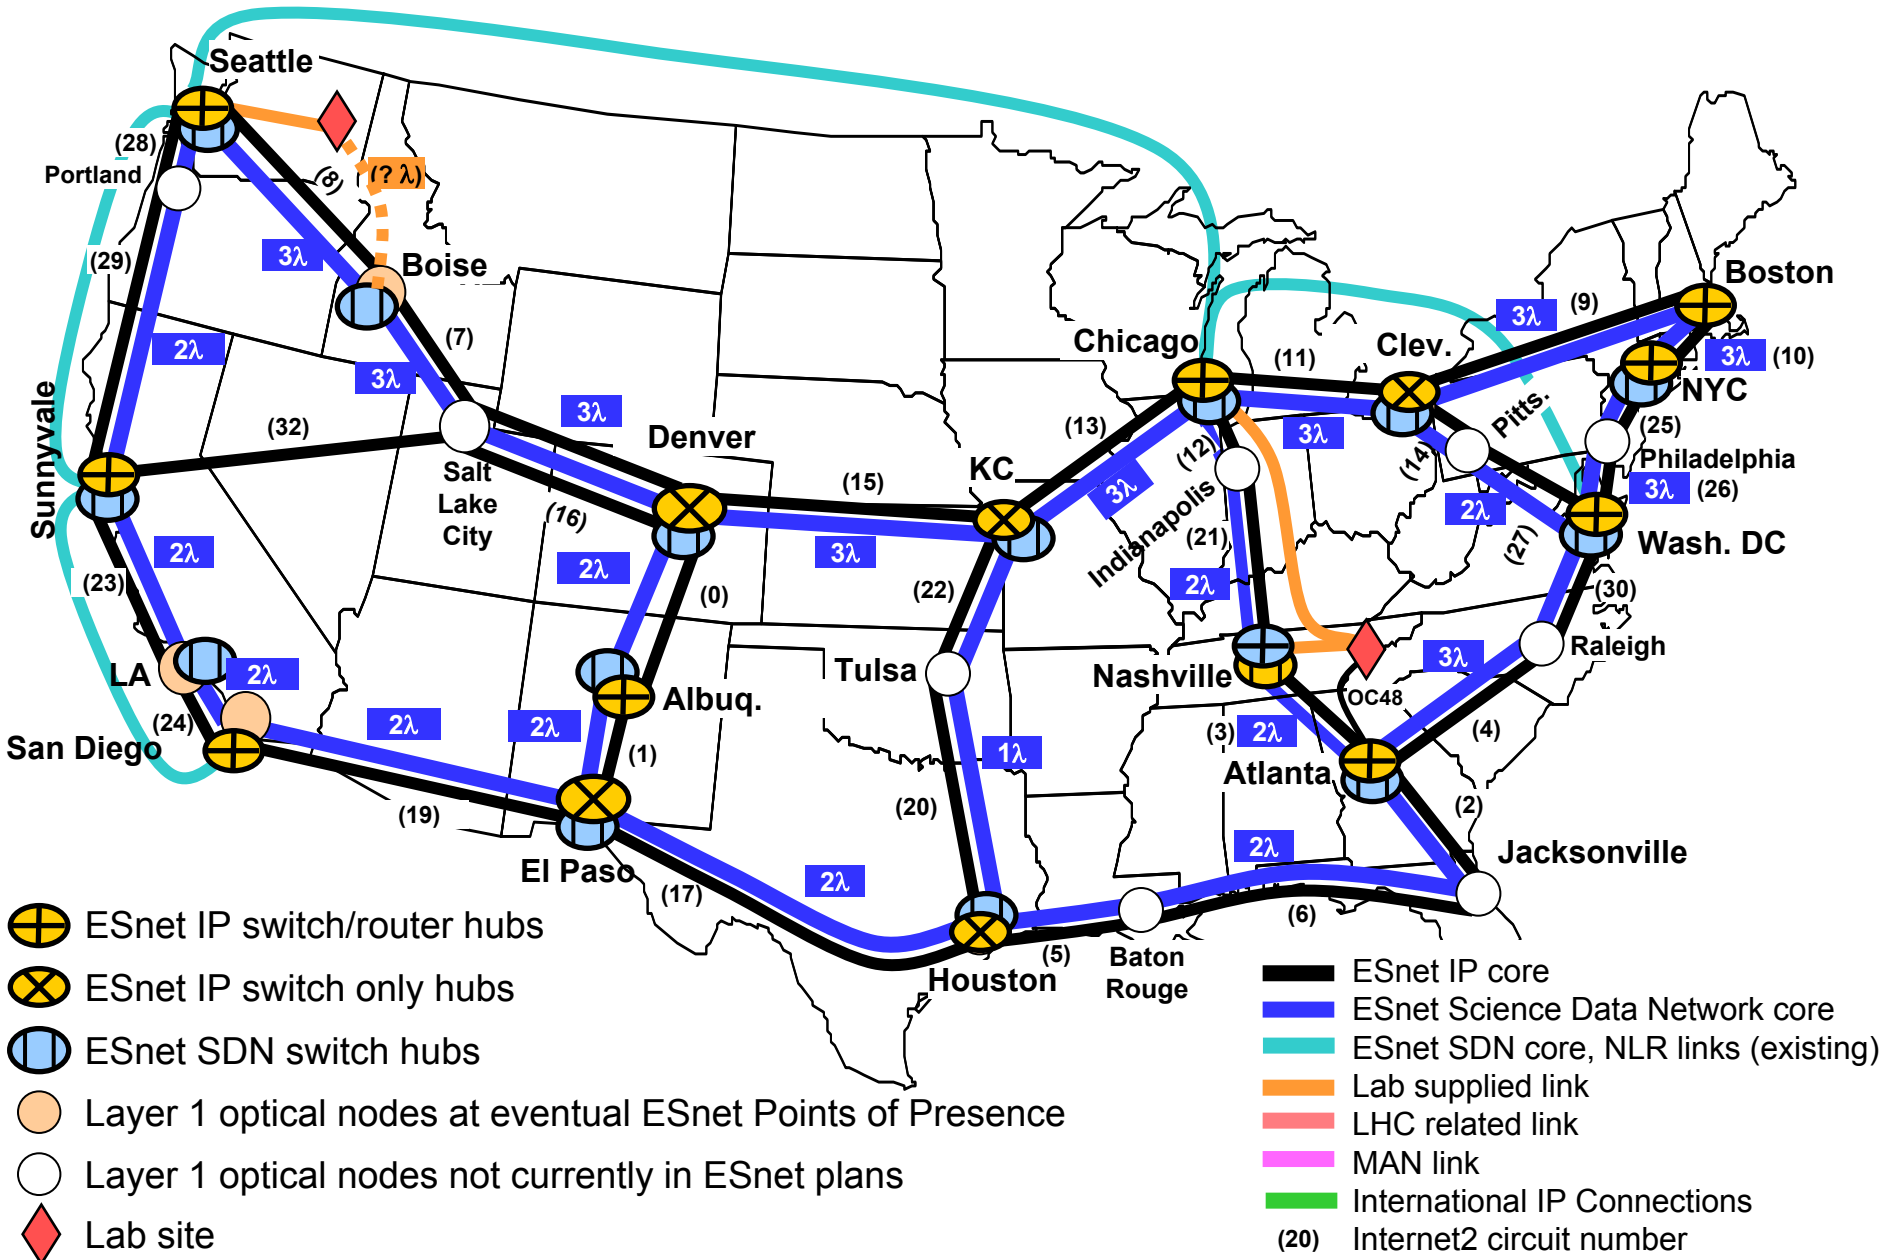 Seattle
(28)
Portland
(8)
(? λ)
(29)
3λ
Boise
2λ
(7)
3λ
Sunnyvale
(32)
3λ
Denver
Salt
Lake
City
(16)
(15)
KC
3λ
(13)
3λ
Chicago
(11)
Clev.
3λ
(9)
Boston
3λ
(10)
NYC
Pitts.
(25)
Philadelphia
3λ
(26)
(14)
2λ
(27)
Wash. DC
(12)
Indianapolis
(21)
2λ
(30)
Raleigh
3λ
(23)
2λ
2λ
(0)
(22)
LA
2λ
(24)
San Diego
2λ
2λ
Albuq.
(1)
Tulsa
Nashville
OC48
(3)
2λ
(4)
Atlanta
(19)
1λ
(20)
(2)
El Paso
(17)
2λ
2λ
Jacksonville
(6)
(5)
Houston
Baton
Rouge
ESnet IP switch/router hubs
ESnet IP switch only hubs
ESnet SDN switch hubs
Layer 1 optical nodes at eventual ESnet Points of Presence
Layer 1 optical nodes not currently in ESnet plans
Lab site
ESnet IP core
ESnet Science Data Network core
ESnet SDN core, NLR links (existing)
Lab supplied link
LHC related link
MAN link
International IP Connections
(20) Internet2 circuit number